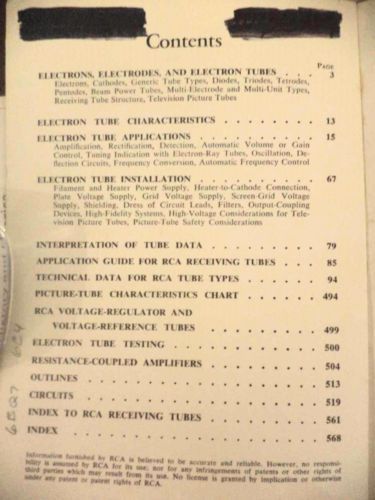 Contents
PAGE
ELECTRONS, ELECTRODES, AND ELECTRON TUBES . . . 3
Electrons, Cathodes, Generic Tube Types, Diodes, Triodes, Tetrodes,
Pentodes, Beam Power Tubes, Multi-Electrode and Multi-Unit Types,
Receiving Tube Structure, Television Picture Tubes
ELECTRON TUBE CHARACTERISTICS . . . . . . . . 13
ELECTRON TUBE APPLICATIONS . . . . . . . . . 15
Amplification, Rectification, Detection, Automatic Volume or Gain
Control, Tuning Indication with Electron-Ray Tubes, Oscillation, De-
flection Circuits, Frequency Conversion, Automatic Frequency Control
ELECTRON TUBE INSTALLATION . . . . . . . . . 67
Filament and Heater Power Supply, Heater-to-Cathode Connection,
Plate Voltage Supply, Grid Voltage Supply, Screen-Grid Voltage
Supply, Shielding, Dress of Circuit Leads, Filters, Output-Coupling
Devices, High-Fidelity Systems, High-Voltage Considerations for Tele-
vision Picture Tubes, Picture-Tube Safety Considerations
INTERPRETATION OF TUBE DATA . . . . . . . . 79
APPLICATION GUIDE FOR RCA RECEIVING TUBES . . . 85
TECHNICAL DATA FOR RCA TUBE TYPES . . . . . . 94
PICTURE-TUBE CHARACTERISTICS CHART . . . . . . 494
RCA VOLTAGE-REGULATOR AND
VOLTAGE-REFERENCE TUBES . . . . . . . . 499
ELECTRON TUBE TESTING . . . . . . . . . . 500
RESISTANCE-COUPLED AMPLIFIERS . . . . . . . . 504
OUTLINES . . . . . . . . . . . . . . . 513
CIRCUITS . . . . . . . . . . . . . . . 519
INDEX TO RCA RECEIVING TUBES . . . . . . . . 561
INDEX . . . . . . . . . . . . . . . . 568
Information furnished by RCA is believed to be accurate and reliable. However, no responsi-
bility is assumed by RCA for its use; nor for any infringements of patents or other rights of
third parties which may result from its use. No license is granted by implication or otherwise
under any patent or patent rights of RCA.